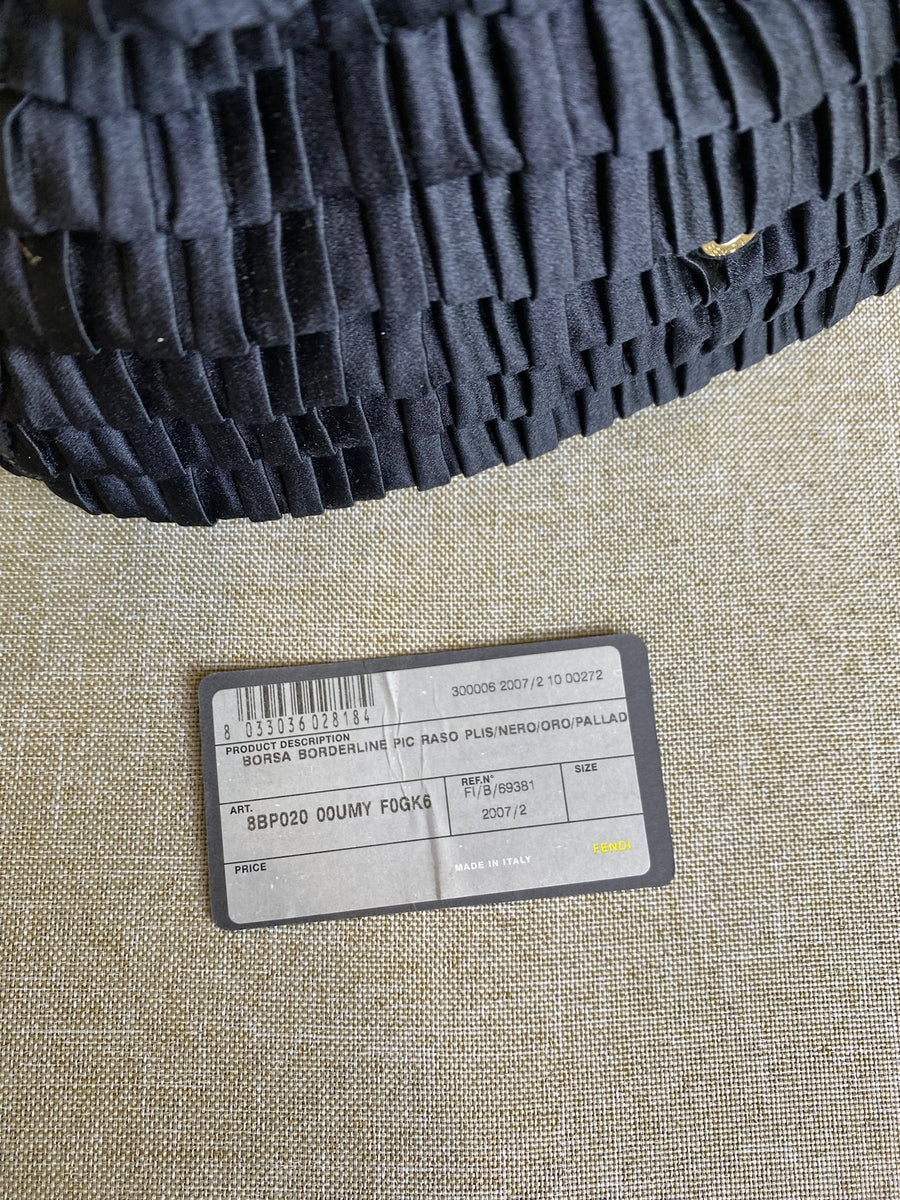 300006 2007/2 10 00272
8 033036 028184
PRODUCT DESCRIPTION
BORSA BORDERLINE PIC RASO PLIS/NERO/ORO/PALLAD
ART.
8BP020 00UMY F0GK6
REF.N°
FI/B/69381
2007/2
SIZE
PRICE
MADE IN ITALY
FENDI